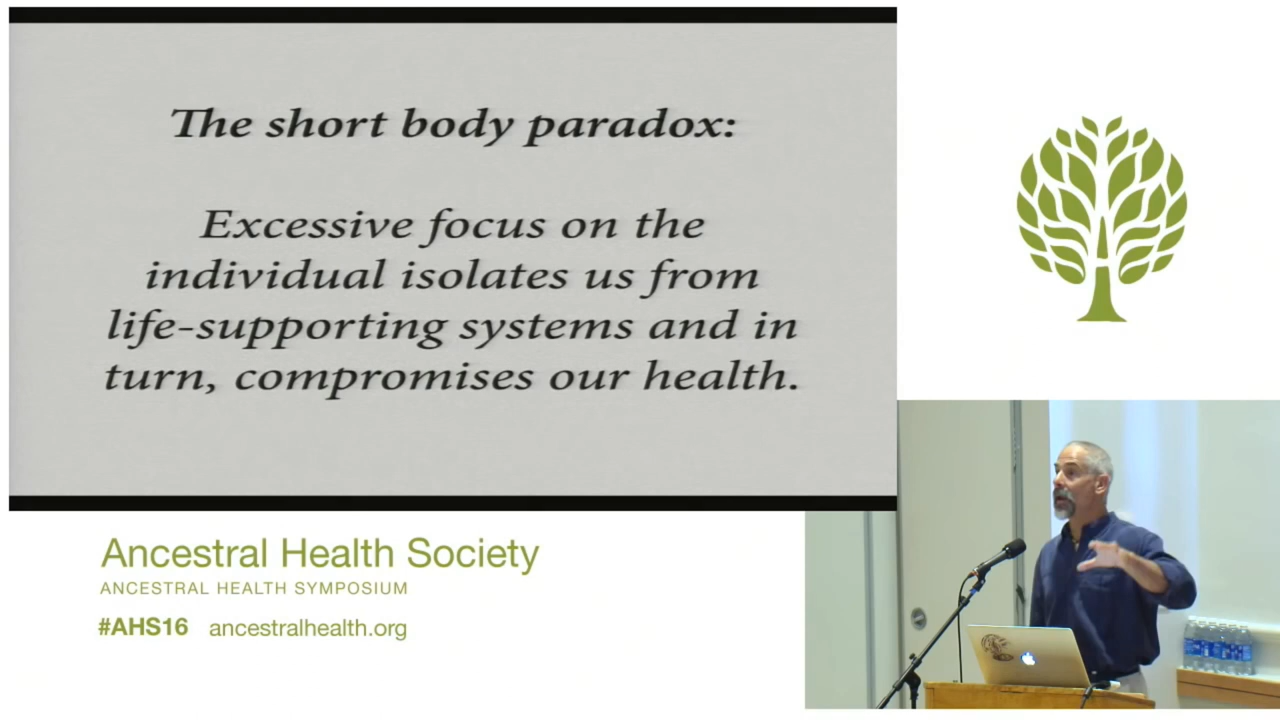 The short body paradox:
Excessive focus on the
individual isolates us from
life-supporting systems and in
turn, compromises our health.
Ancestral Health Society
ANCESTRAL HEALTH SYMPOSIUM
#AHS16 ancestralhealth.org